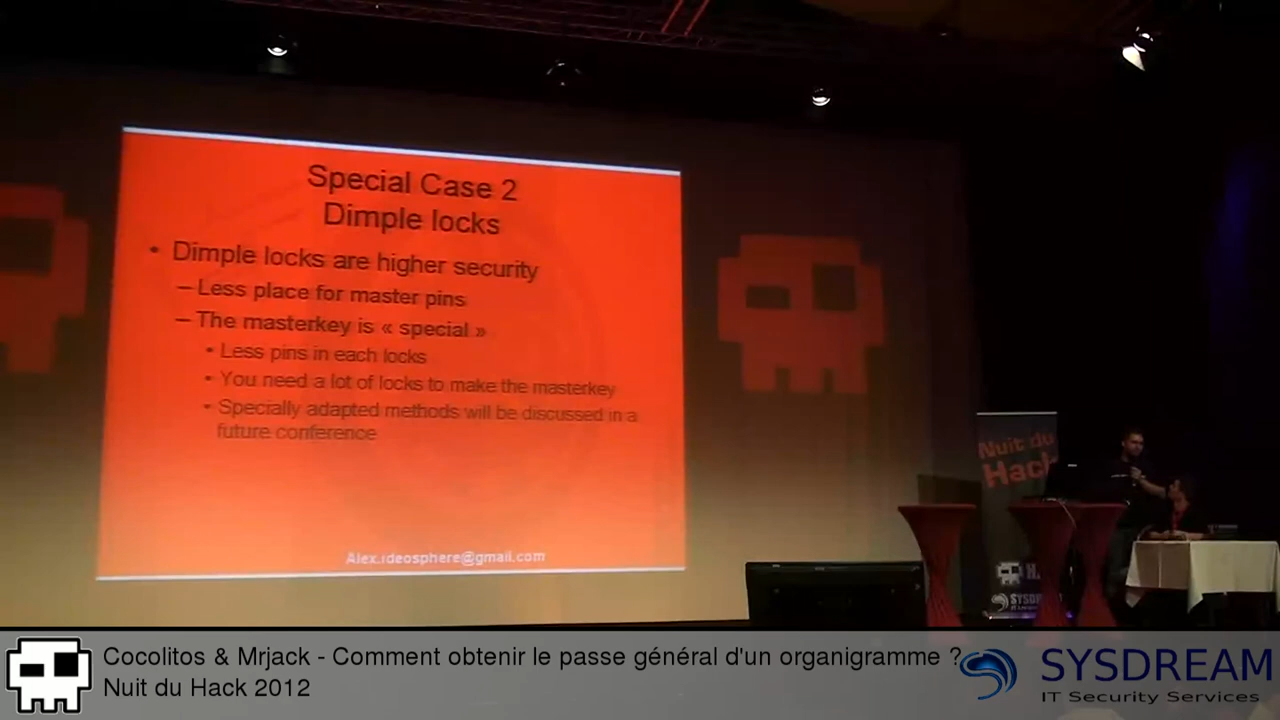 Special Case 2
Dimple locks
• Dimple locks are higher security
– Less place for master pins
– The masterkey is « special »
• Less pins in each locks
• You need a lot of locks to make the masterkey
• Specially adapted methods will be discussed in a
future conference
Alex.ideosphere@gmail.com
Nuit du
Hack
H
SYSD
Cocolitos & Mrjack - Comment obtenir le passe général d'un organigramme ?
Nuit du Hack 2012
SYSDREAM
IT Security Services